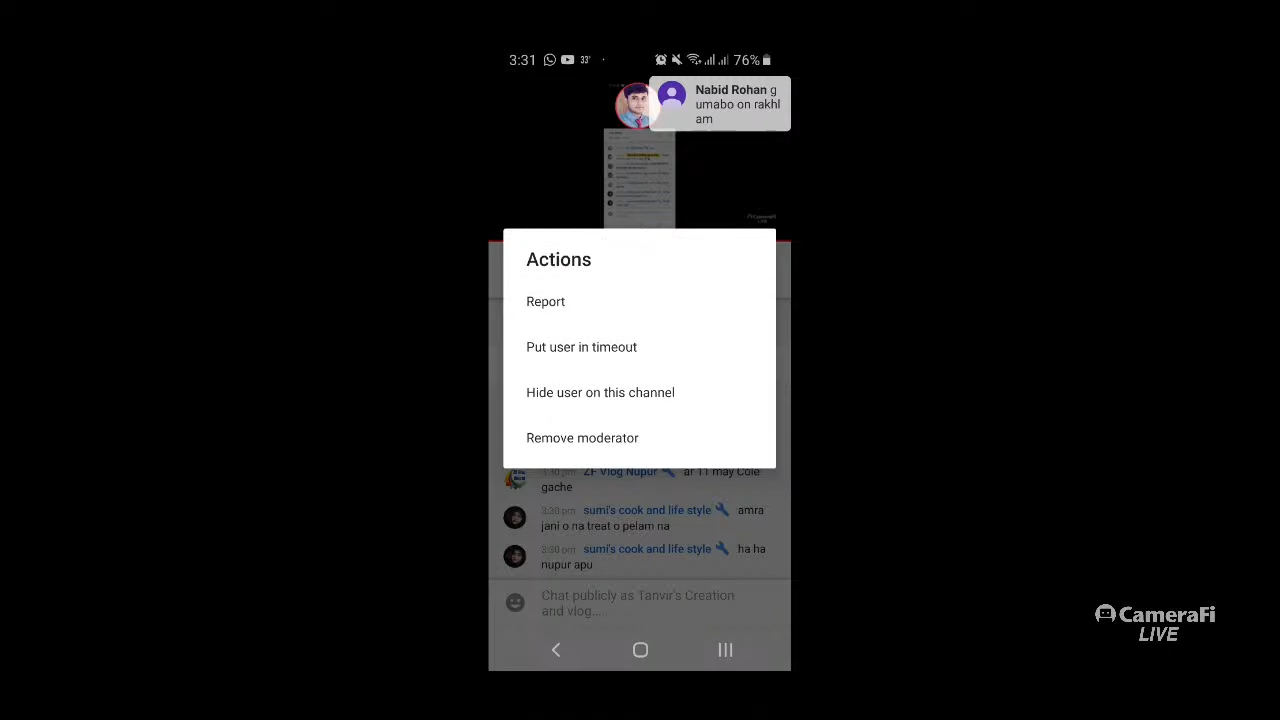 3:31 33° 76%
Nabid Rohan g
umabo on rakhl
am
CameraFi
LIVE
Actions
Report
Put user in timeout
Hide user on this channel
Remove moderator
3:30 pm ZF Vlog Nupur ar 11 may Cole
gache
3:30 pm sumi's cook and life style amra
jani o na treat o pelam na
3:30 pm sumi's cook and life style ha ha
nupur apu
Chat publicly as Tanvir's Creation
and vlog.....
CameraFi
LIVE